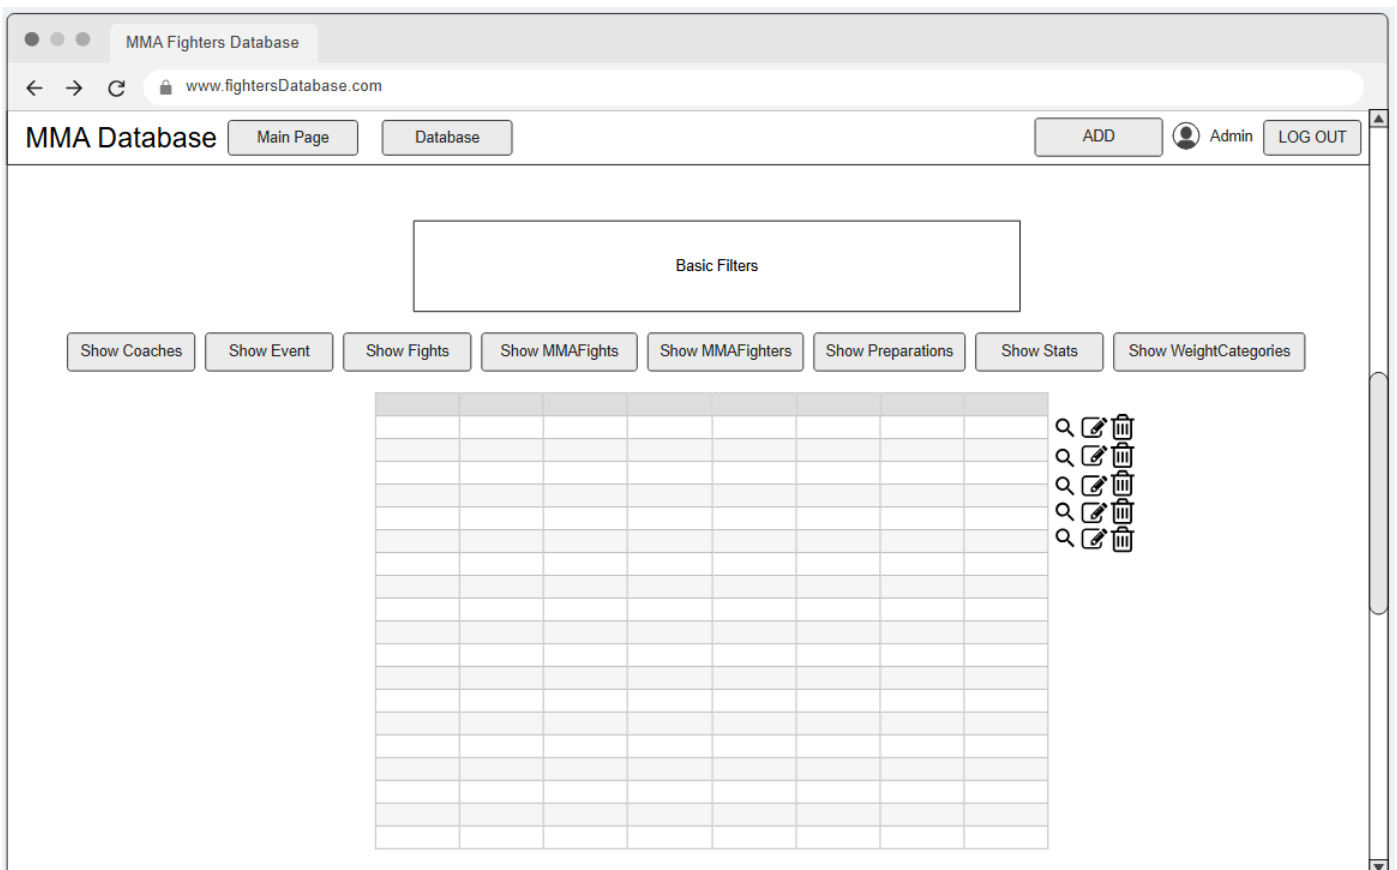 MMA Fighters Database
www.fightersDatabase.com
MMA Database Main Page Database ADD Admin LOG OUT
Basic Filters
Show Coaches Show Event Show Fights Show MMAFights Show MMAFighters Show Preparations Show Stats Show WeightCategories